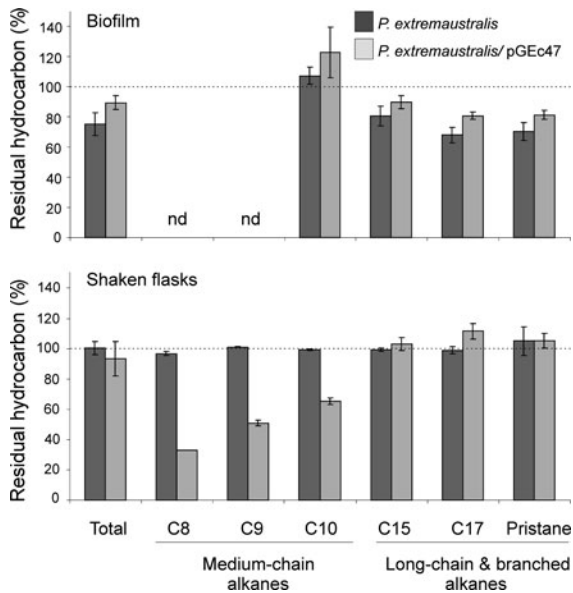 Biofilm
P. extremaustralis
P. extremaustralis/ pGEc47
Residual hydrocarbon (%)
140
120
100
80
60
40
20
0
nd nd
Shaken flasks
Residual hydrocarbon (%)
140
120
100
80
60
40
20
0
Total C8 C9 C10 C15 C17 Pristane
Medium-chain
alkanes
Long-chain & branched
alkanes